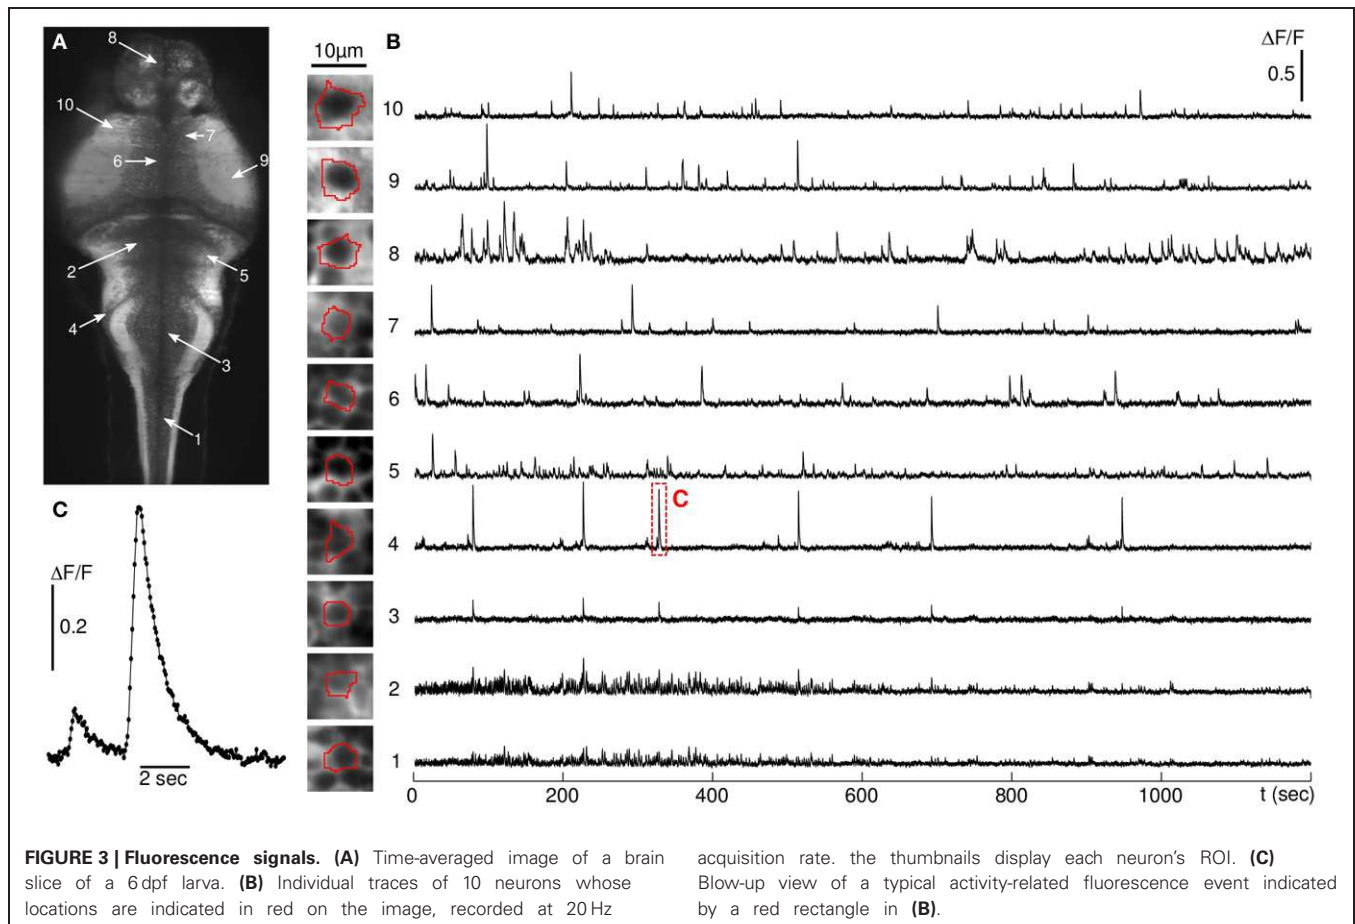 A
8
10
7
6
9
2
5
4
3
1
10µm
B
ΔF/F
0.5
10
9
8
7
6
5
C
4
3
2
1
0
200
400
600
800
1000
t (sec)
C
ΔF/F
0.2
2 sec
FIGURE 3 | Fluorescence signals. (A) Time-averaged image of a brain
slice of a 6 dpf larva. (B) Individual traces of 10 neurons whose
locations are indicated in red on the image, recorded at 20 Hz
acquisition rate. the thumbnails display each neuron's ROI. (C)
Blow-up view of a typical activity-related fluorescence event indicated
by a red rectangle in (B).